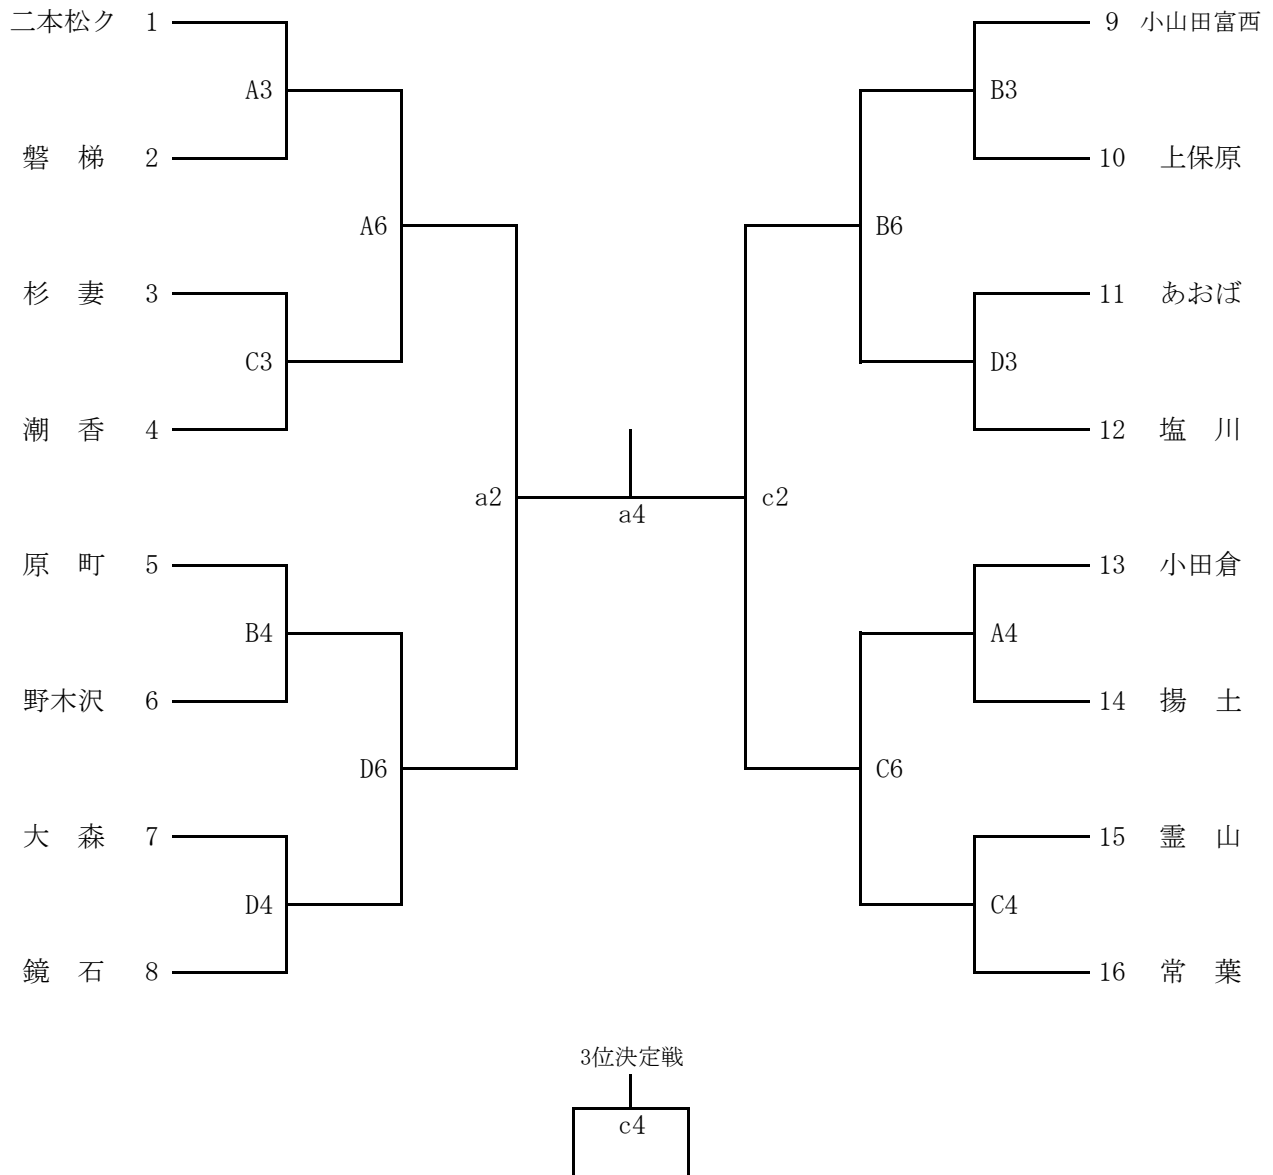 二本松ク 1
A3
磐 梯 2
A6
杉 妻 3
C3
潮 香 4
a2
原 町 5
B4
野木沢 6
D6
大 森 7
D4
鏡 石 8
a4
9 小山田富西
B3
10 上保原
B6
11 あおば
D3
12 塩 川
c2
13 小田倉
A4
14 揚 土
C6
15 霊 山
C4
16 常 葉
3位決定戦
c4